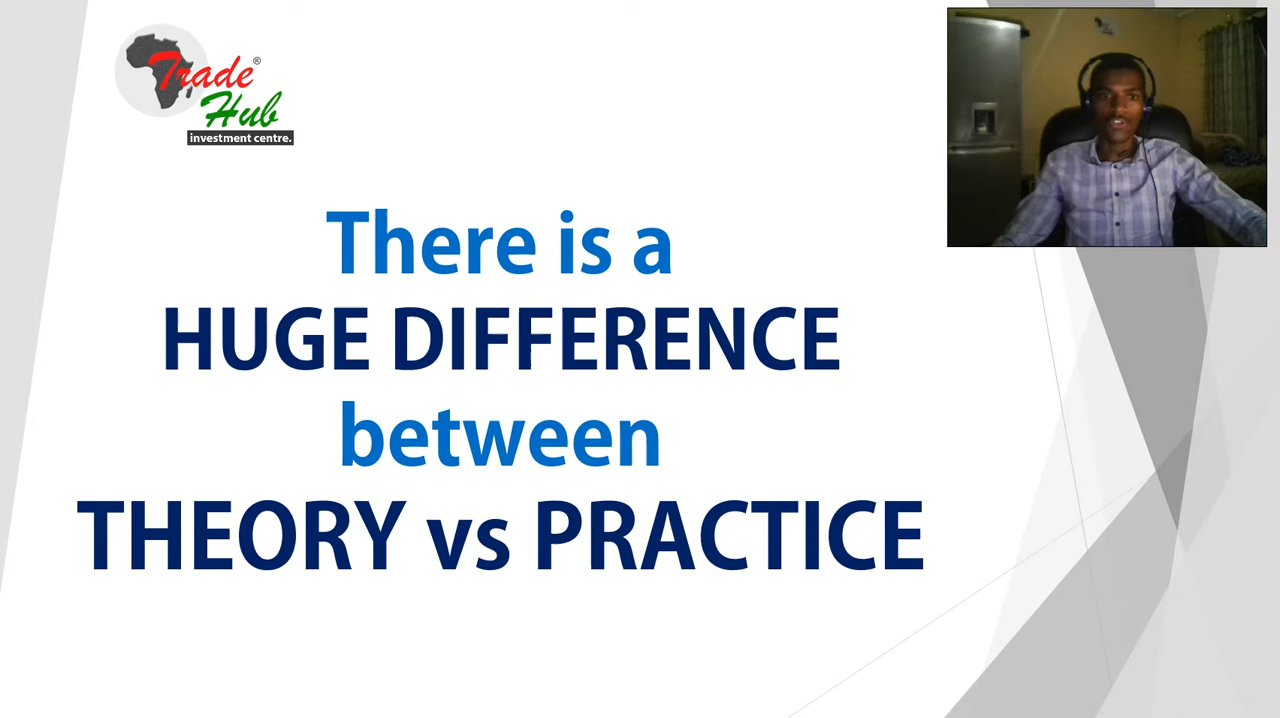 Trade®
Hub
investment centre.
There is a
HUGE DIFFERENCE
between
THEORY vs PRACTICE